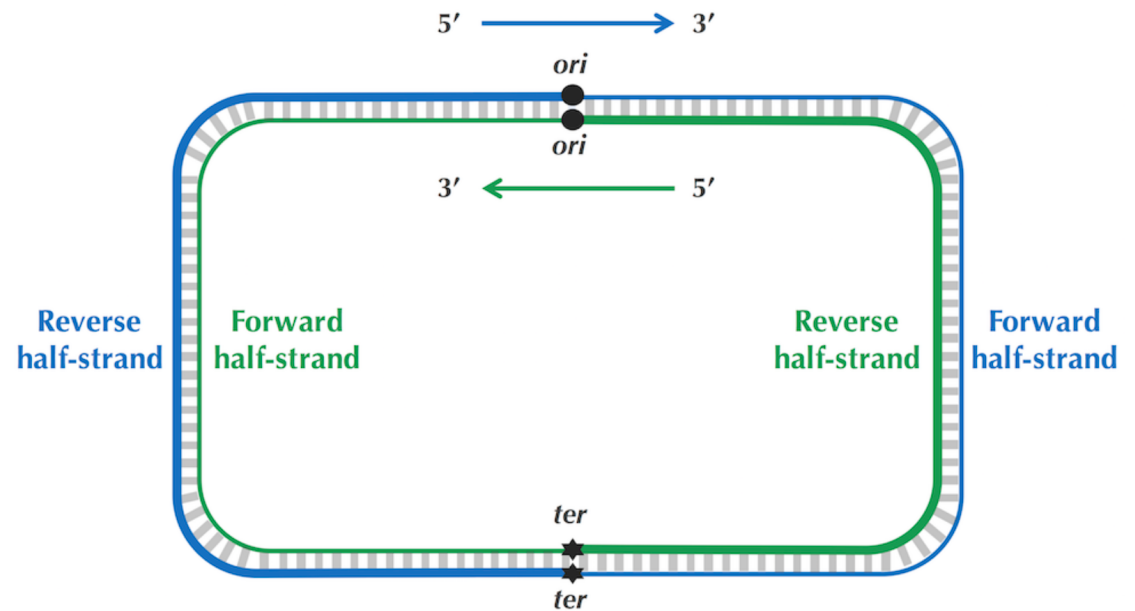 5′ 3′
ori
ori
3′ 5′
Reverse
half-strand
Forward
half-strand
Reverse
half-strand
Forward
half-strand
ter
ter